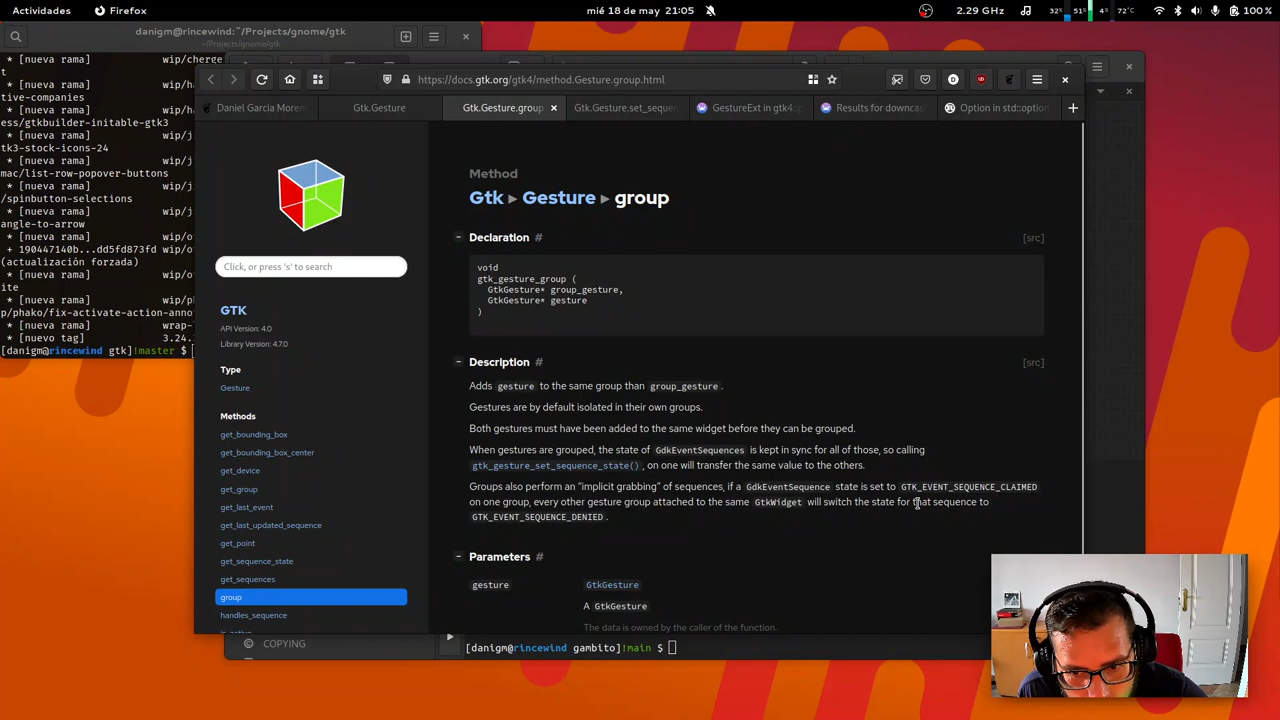 Actividades
Firefox
mié 18 de may 21:05
2.29 GHz
32%
51%
4%
72°C
100 %
danigm@rincewind:~/Projects/gnome/gtk
~/Projects/gnome/gtk
* [nueva rama] wip/cherge
t
* [nueva rama] wip/h
tive-companies
* [nueva rama] wip/h
ess/gtkbuilder-initable-gtk3
* [nueva rama] wip/j
tk3-stock-icons-24
* [nueva rama] wip/j
mac/list-row-popover-buttons
* [nueva rama] wip/j
/spinbutton-selections
* [nueva rama] wip/j
angle-to-arrow
* [nueva rama] wip/o
+ 190447140b...dd5fd873fd wip/o
(actualización forzada)
* [nueva rama] wip/o
ite
* [nueva rama] wip/p
p/phako/fix-activate-action-anno
* [nueva rama] wrap-
* [nuevo tag] 3.24.
[danigm@rincewind gtk]!master $
https://docs.gtk.org/gtk4/method.Gesture.group.html
Daniel Garcia More
Gtk.Gesture
Gtk.Gesture.group
Gtk.Gesture.set_seque
GestureExt in gtk4::
Results for downcas
Option in std::option
Click, or press 's' to search
GTK
API Version: 4.0
Library Version: 4.7.0
Type
Gesture
Methods
get_bounding_box
get_bounding_box_center
get_device
get_group
get_last_event
get_last_updated_sequence
get_point
get_sequence_state
get_sequences
group
handles_sequence
Method
Gtk ▸ Gesture ▸ group
− Declaration # [src]
void
gtk_gesture_group (
GtkGesture* group_gesture,
GtkGesture* gesture
)
− Description # [src]
Adds gesture to the same group than group_gesture.
Gestures are by default isolated in their own groups.
Both gestures must have been added to the same widget before they can be grouped.
When gestures are grouped, the state of GdkEventSequences is kept in sync for all of those, so calling
gtk_gesture_set_sequence_state(), on one will transfer the same value to the others.
Groups also perform an “implicit grabbing” of sequences, if a GdkEventSequence state is set to GTK_EVENT_SEQUENCE_CLAIMED
on one group, every other gesture group attached to the same GtkWidget will switch the state for that sequence to
GTK_EVENT_SEQUENCE_DENIED.
− Parameters #
gesture GtkGesture
A GtkGesture
The data is owned by the caller of the function.
COPYING
[danigm@rincewind gambito]!main $